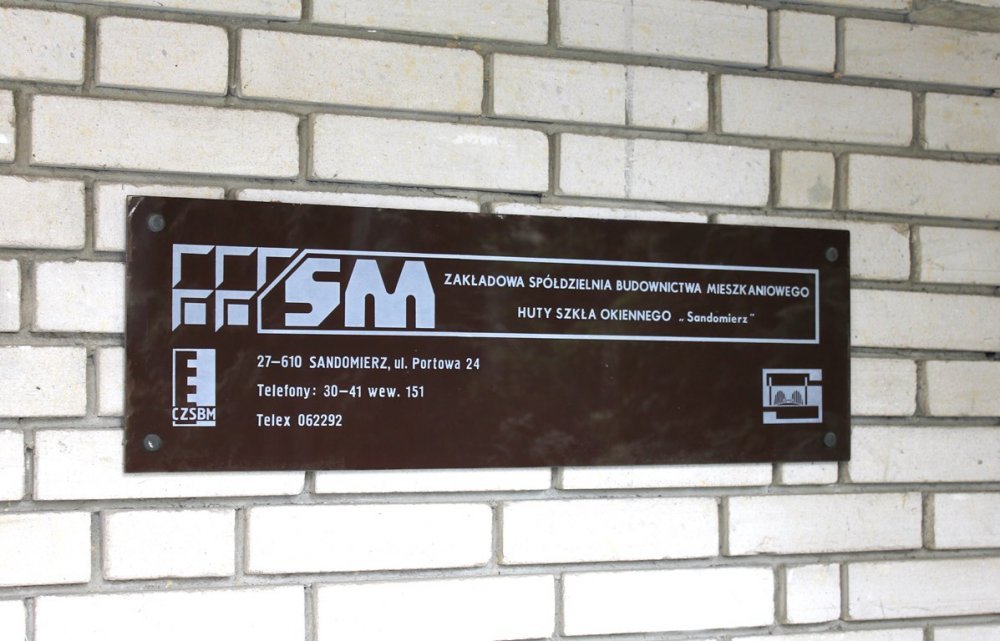 SM
ZAKŁADOWA SPÓŁDZIELNIA BUDOWNICTWA MIESZKANIOWEGO
HUTY SZKŁA OKIENNEGO „Sandomierz"
27-610 SANDOMIERZ, ul. Portowa 24
Telefony: 30-41 wew. 151
Telex 062292
CZSBM